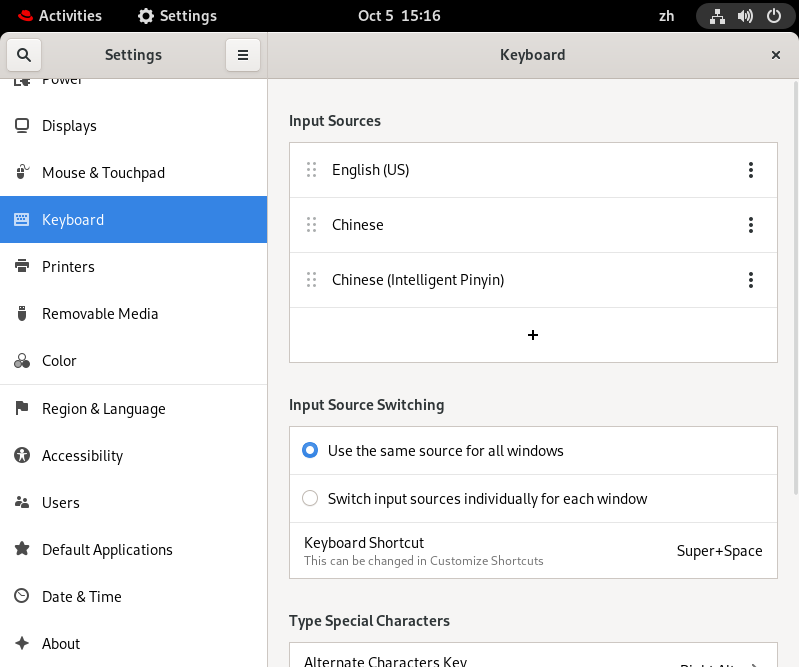 Activities
Settings
Oct 5 15:16
zh
Settings
Keyboard
Power
Displays
Mouse & Touchpad
Keyboard
Printers
Removable Media
Color
Region & Language
Accessibility
Users
Default Applications
Date & Time
About
Input Sources
English (US)
Chinese
Chinese (Intelligent Pinyin)
Input Source Switching
Use the same source for all windows
Switch input sources individually for each window
Keyboard Shortcut
This can be changed in Customize Shortcuts
Super+Space
Type Special Characters
Alternate Characters Key
Right Alt